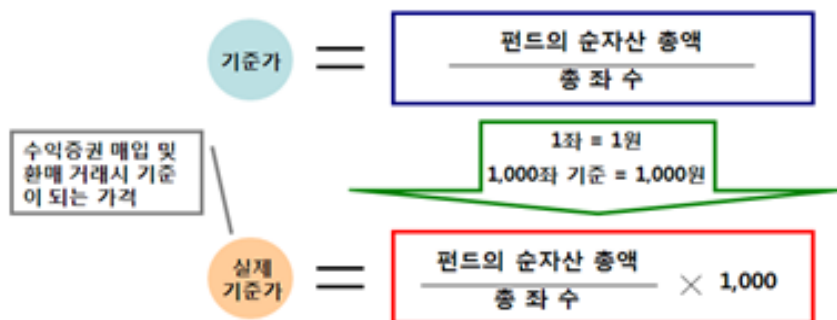 기준가
=
펀드의 순자산 총액
총 좌 수
1좌 = 1원
1,000좌 기준 = 1,000원
수익증권 매입 및
환매 거래시 기준
이 되는 가격
실제
기준가
=
펀드의 순자산 총액
총 좌 수
× 1,000